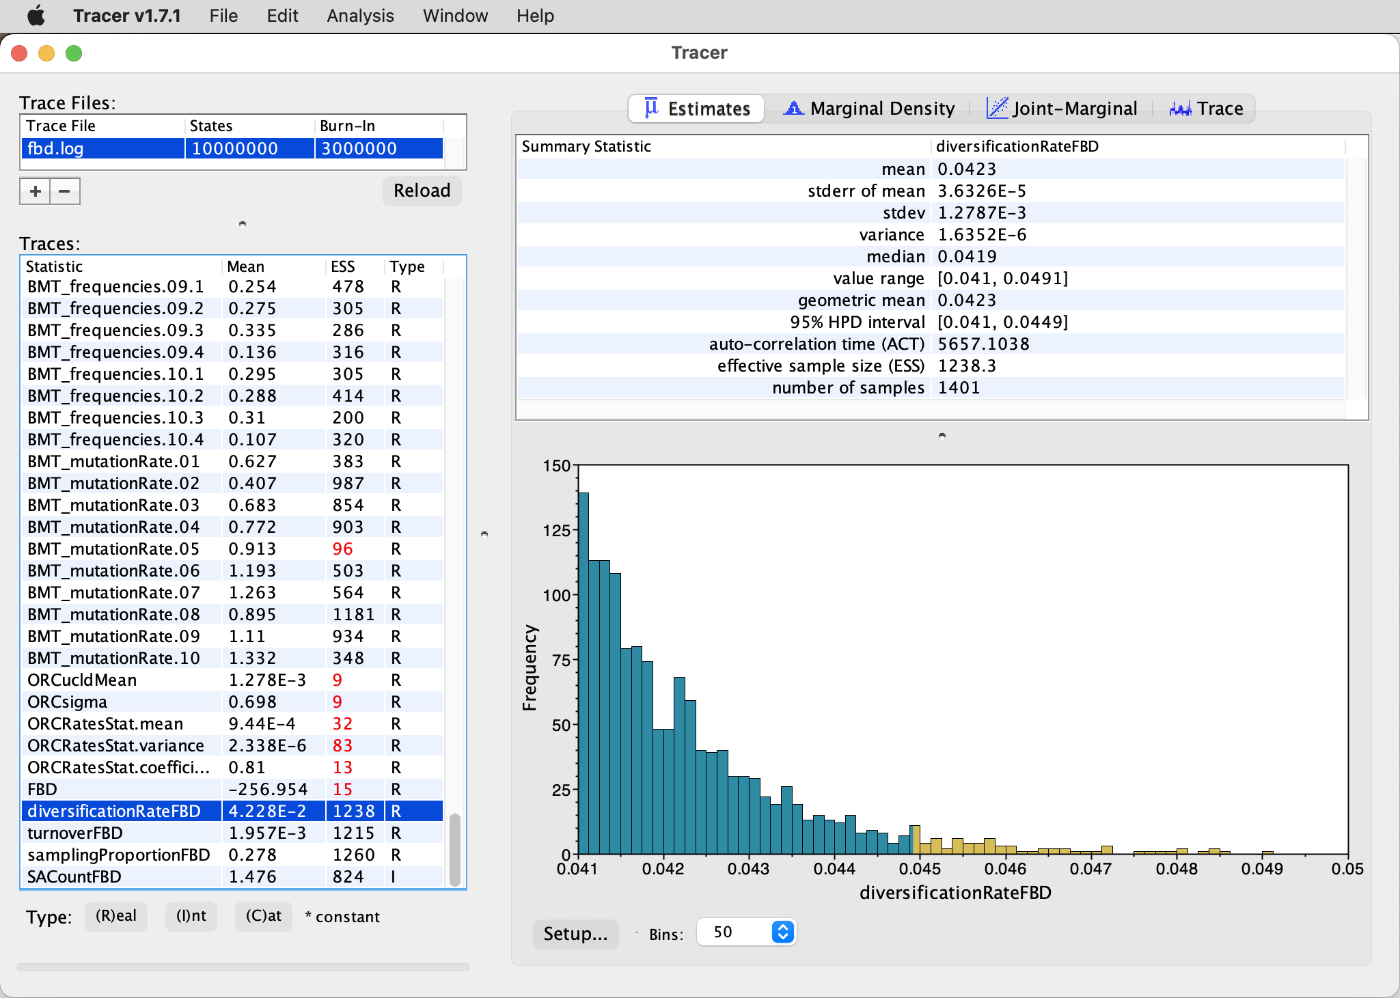 Tracer v1.7.1 File Edit Analysis Window Help
Tracer
Trace Files:
Trace File States Burn-In
fbd.log 10000000 3000000
+ −
Reload
Traces:
Statistic Mean ESS Type
BMT_frequencies.09.1 0.254 478 R
BMT_frequencies.09.2 0.275 305 R
BMT_frequencies.09.3 0.335 286 R
BMT_frequencies.09.4 0.136 316 R
BMT_frequencies.10.1 0.295 305 R
BMT_frequencies.10.2 0.288 414 R
BMT_frequencies.10.3 0.31 200 R
BMT_frequencies.10.4 0.107 320 R
BMT_mutationRate.01 0.627 383 R
BMT_mutationRate.02 0.407 987 R
BMT_mutationRate.03 0.683 854 R
BMT_mutationRate.04 0.772 903 R
BMT_mutationRate.05 0.913 96 R
BMT_mutationRate.06 1.193 503 R
BMT_mutationRate.07 1.263 564 R
BMT_mutationRate.08 0.895 1181 R
BMT_mutationRate.09 1.11 934 R
BMT_mutationRate.10 1.332 348 R
ORCucldMean 1.278E-3 9 R
ORCsigma 0.698 9 R
ORCRatesStat.mean 9.44E-4 32 R
ORCRatesStat.variance 2.338E-6 83 R
ORCRatesStat.coeffici... 0.81 13 R
FBD -256.954 15 R
diversificationRateFBD 4.228E-2 1238 R
turnoverFBD 1.957E-3 1215 R
samplingProportionFBD 0.278 1260 R
SACountFBD 1.476 824 I
Type: (R)eal (I)nt (C)at * constant
Estimates Marginal Density Joint-Marginal Trace
Summary Statistic diversificationRateFBD
mean 0.0423
stderr of mean 3.6326E-5
stdev 1.2787E-3
variance 1.6352E-6
median 0.0419
value range [0.041, 0.0491]
geometric mean 0.0423
95% HPD interval [0.041, 0.0449]
auto-correlation time (ACT) 5657.1038
effective sample size (ESS) 1238.3
number of samples 1401
150
125
100
75
50
25
0
Frequency
0.041 0.042 0.043 0.044 0.045 0.046 0.047 0.048 0.049 0.05
diversificationRateFBD
Setup... Bins: 50